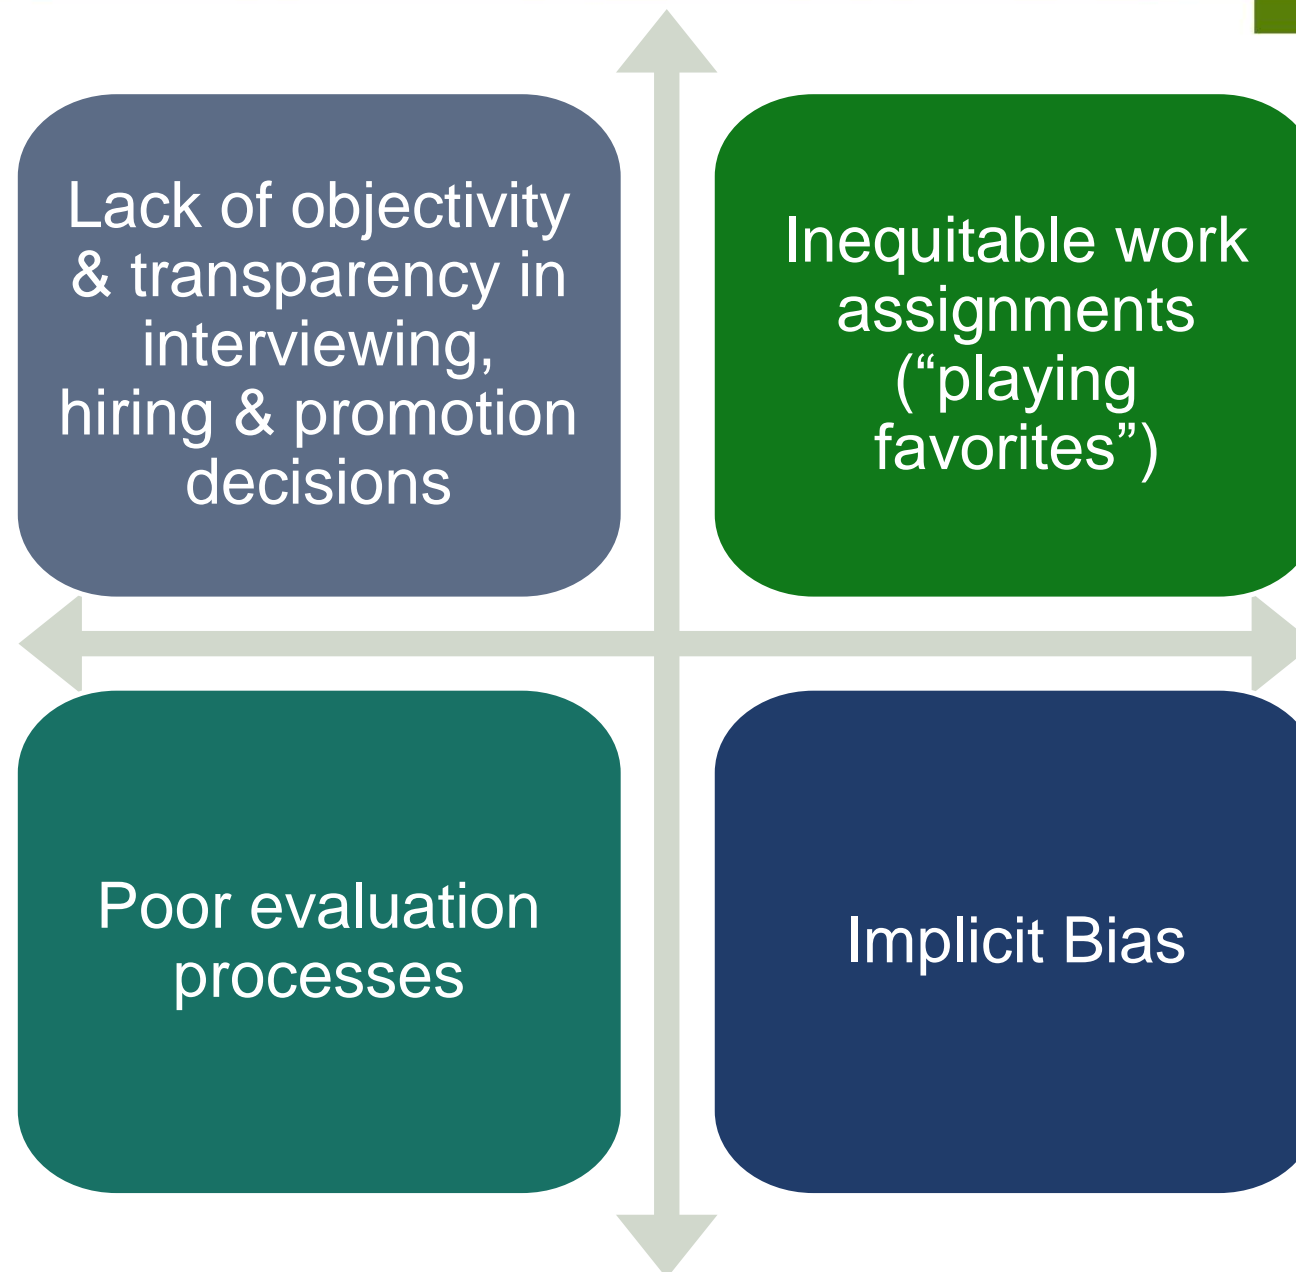 Lack of objectivity
& transparency in
interviewing,
hiring & promotion
decisions
Inequitable work
assignments
(“playing
favorites”)
Poor evaluation
processes
Implicit Bias